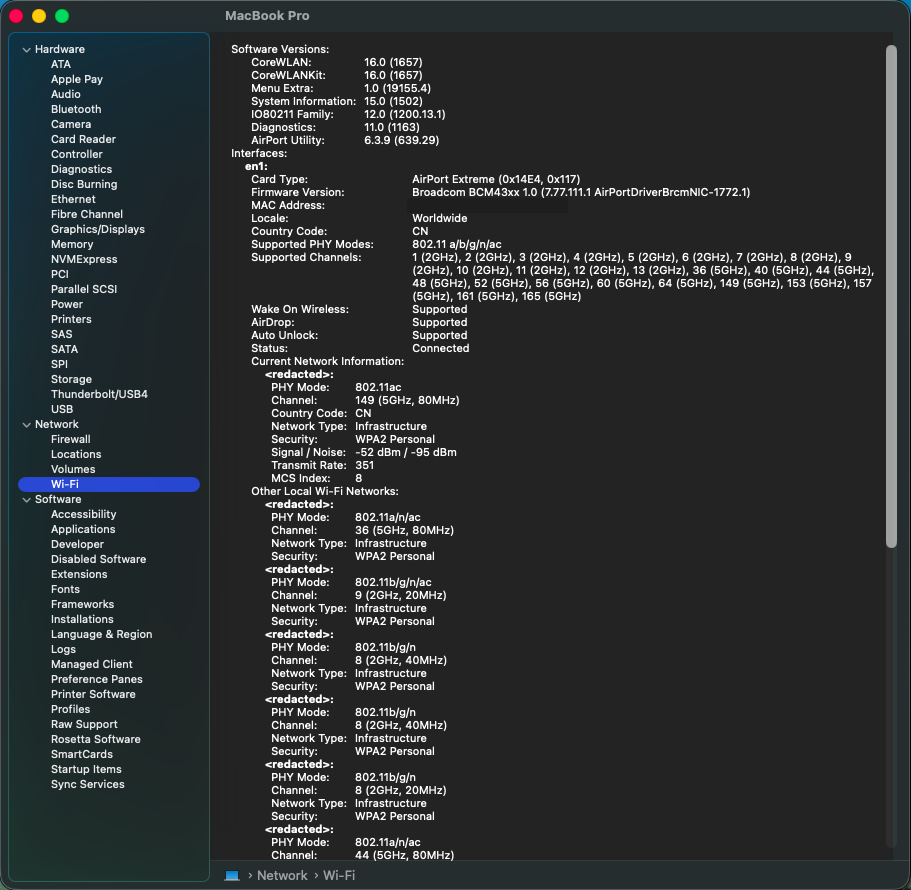 MacBook Pro
Hardware
ATA
Apple Pay
Audio
Bluetooth
Camera
Card Reader
Controller
Diagnostics
Disc Burning
Ethernet
Fibre Channel
Graphics/Displays
Memory
NVMExpress
PCI
Parallel SCSI
Power
Printers
SAS
SATA
SPI
Storage
Thunderbolt/USB4
USB
Network
Firewall
Locations
Volumes
Wi-Fi
Software
Accessibility
Applications
Developer
Disabled Software
Extensions
Fonts
Frameworks
Installations
Language & Region
Logs
Managed Client
Preference Panes
Printer Software
Profiles
Raw Support
Rosetta Software
SmartCards
Startup Items
Sync Services
Software Versions:
CoreWLAN: 16.0 (1657)
CoreWLANKit: 16.0 (1657)
Menu Extra: 1.0 (19155.4)
System Information: 15.0 (1502)
IO80211 Family: 12.0 (1200.13.1)
Diagnostics: 11.0 (1163)
AirPort Utility: 6.3.9 (639.29)
Interfaces:
en1:
Card Type: AirPort Extreme (0x14E4, 0x117)
Firmware Version: Broadcom BCM43xx 1.0 (7.77.111.1 AirPortDriverBrcmNIC-1772.1)
MAC Address:
Locale: Worldwide
Country Code: CN
Supported PHY Modes: 802.11 a/b/g/n/ac
Supported Channels: 1 (2GHz), 2 (2GHz), 3 (2GHz), 4 (2GHz), 5 (2GHz), 6 (2GHz), 7 (2GHz), 8 (2GHz), 9
(2GHz), 10 (2GHz), 11 (2GHz), 12 (2GHz), 13 (2GHz), 36 (5GHz), 40 (5GHz), 44 (5GHz),
48 (5GHz), 52 (5GHz), 56 (5GHz), 60 (5GHz), 64 (5GHz), 149 (5GHz), 153 (5GHz), 157
(5GHz), 161 (5GHz), 165 (5GHz)
Wake On Wireless: Supported
AirDrop: Supported
Auto Unlock: Supported
Status: Connected
Current Network Information:
<redacted>:
PHY Mode: 802.11ac
Channel: 149 (5GHz, 80MHz)
Country Code: CN
Network Type: Infrastructure
Security: WPA2 Personal
Signal / Noise: -52 dBm / -95 dBm
Transmit Rate: 351
MCS Index: 8
Other Local Wi-Fi Networks:
<redacted>:
PHY Mode: 802.11a/n/ac
Channel: 36 (5GHz, 80MHz)
Network Type: Infrastructure
Security: WPA2 Personal
<redacted>:
PHY Mode: 802.11b/g/n/ac
Channel: 9 (2GHz, 20MHz)
Network Type: Infrastructure
Security: WPA2 Personal
<redacted>:
PHY Mode: 802.11b/g/n
Channel: 8 (2GHz, 40MHz)
Network Type: Infrastructure
Security: WPA2 Personal
<redacted>:
PHY Mode: 802.11b/g/n
Channel: 8 (2GHz, 40MHz)
Network Type: Infrastructure
Security: WPA2 Personal
<redacted>:
PHY Mode: 802.11b/g/n
Channel: 8 (2GHz, 20MHz)
Network Type: Infrastructure
Security: WPA2 Personal
<redacted>:
PHY Mode: 802.11a/n/ac
Channel: 44 (5GHz, 80MHz)
› Network › Wi-Fi